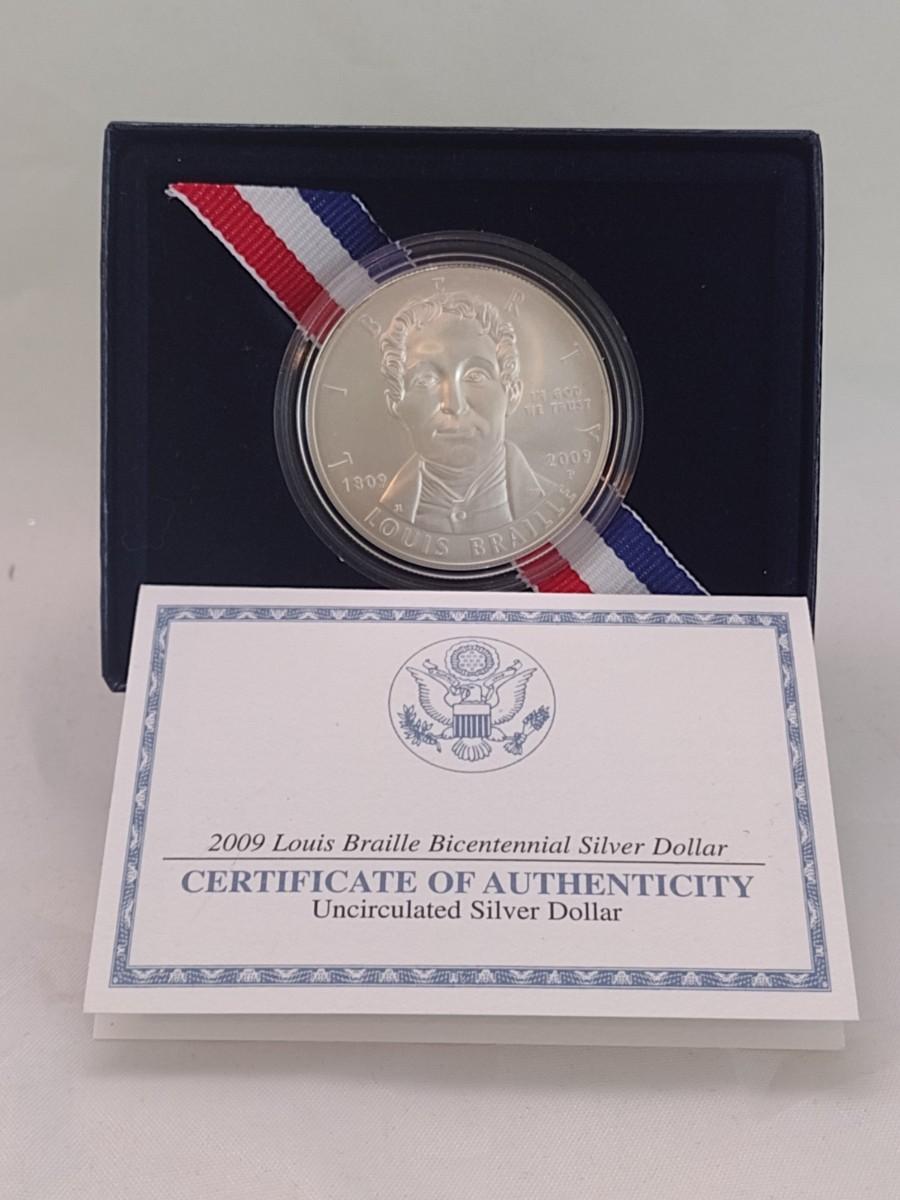 LIBERTY
IN GOD
WE TRUST
1809
2009
P
LOUIS BRAILLE
2009 Louis Braille Bicentennial Silver Dollar
CERTIFICATE OF AUTHENTICITY
Uncirculated Silver Dollar